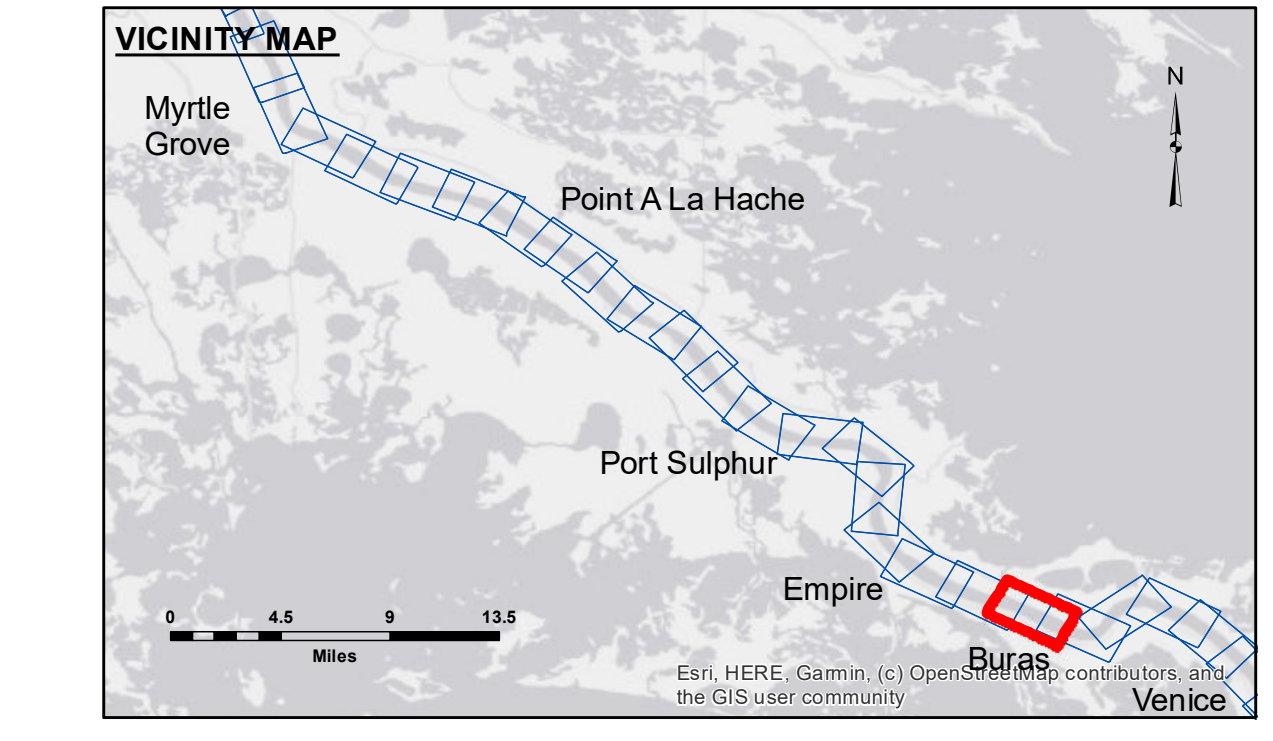 VICINITY MAP
N
Myrtle
Grove
Point A La Hache
Port Sulphur
Empire
0 4.5 9 13.5
Miles
Buras
Esri, HERE, Garmin, (c) OpenStreetMap contributors, and
the GIS user community
Venice